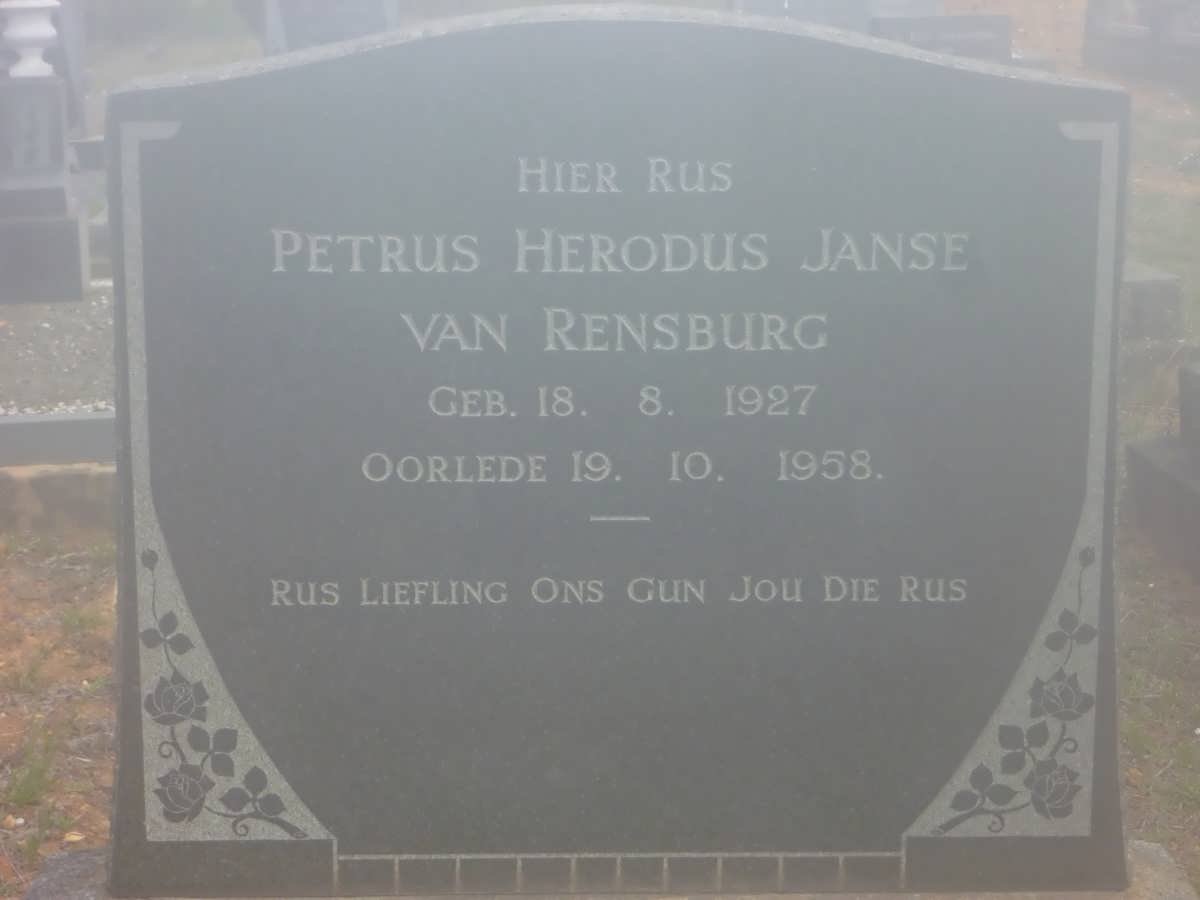 HIER RUS
PETRUS HERODUS JANSE
VAN RENSBURG
GEB. 18. 8. 1927
OORLEDE 19. 10. 1958.
RUS LIEFLING ONS GUN JOU DIE RUS